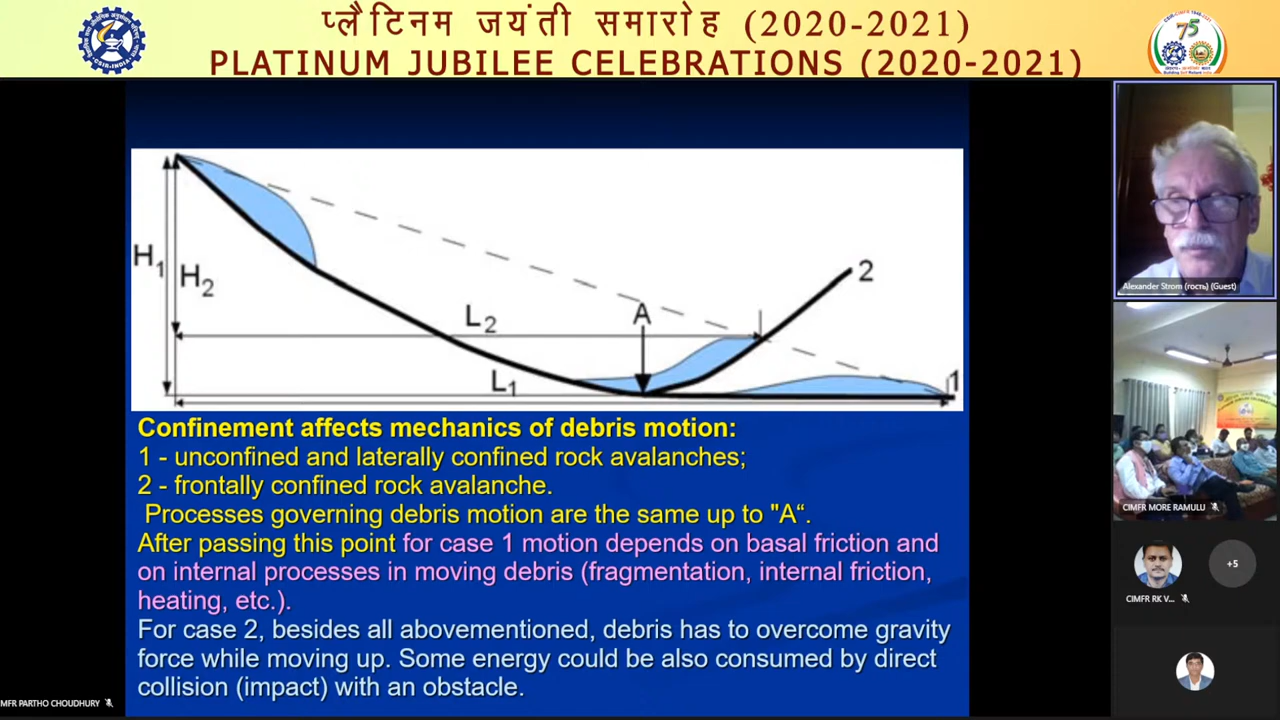 प्लैटिनम जयंती समारोह (2020-2021)
PLATINUM JUBILEE CELEBRATIONS (2020-2021)
CSIR-INDIA
75
H1
H2
L2
A
2
L1
1
Confinement affects mechanics of debris motion:
1 - unconfined and laterally confined rock avalanches;
2 - frontally confined rock avalanche.
Processes governing debris motion are the same up to "A“.
After passing this point for case 1 motion depends on basal friction and
on internal processes in moving debris (fragmentation, internal friction,
heating, etc.).
For case 2, besides all abovementioned, debris has to overcome gravity
force while moving up. Some energy could be also consumed by direct
collision (impact) with an obstacle.
Alexander Strom (гость) (Guest)
CIMFR MORE RAMULU
CIMFR RK V...
+5
MFR PARTHO CHOUDHURY